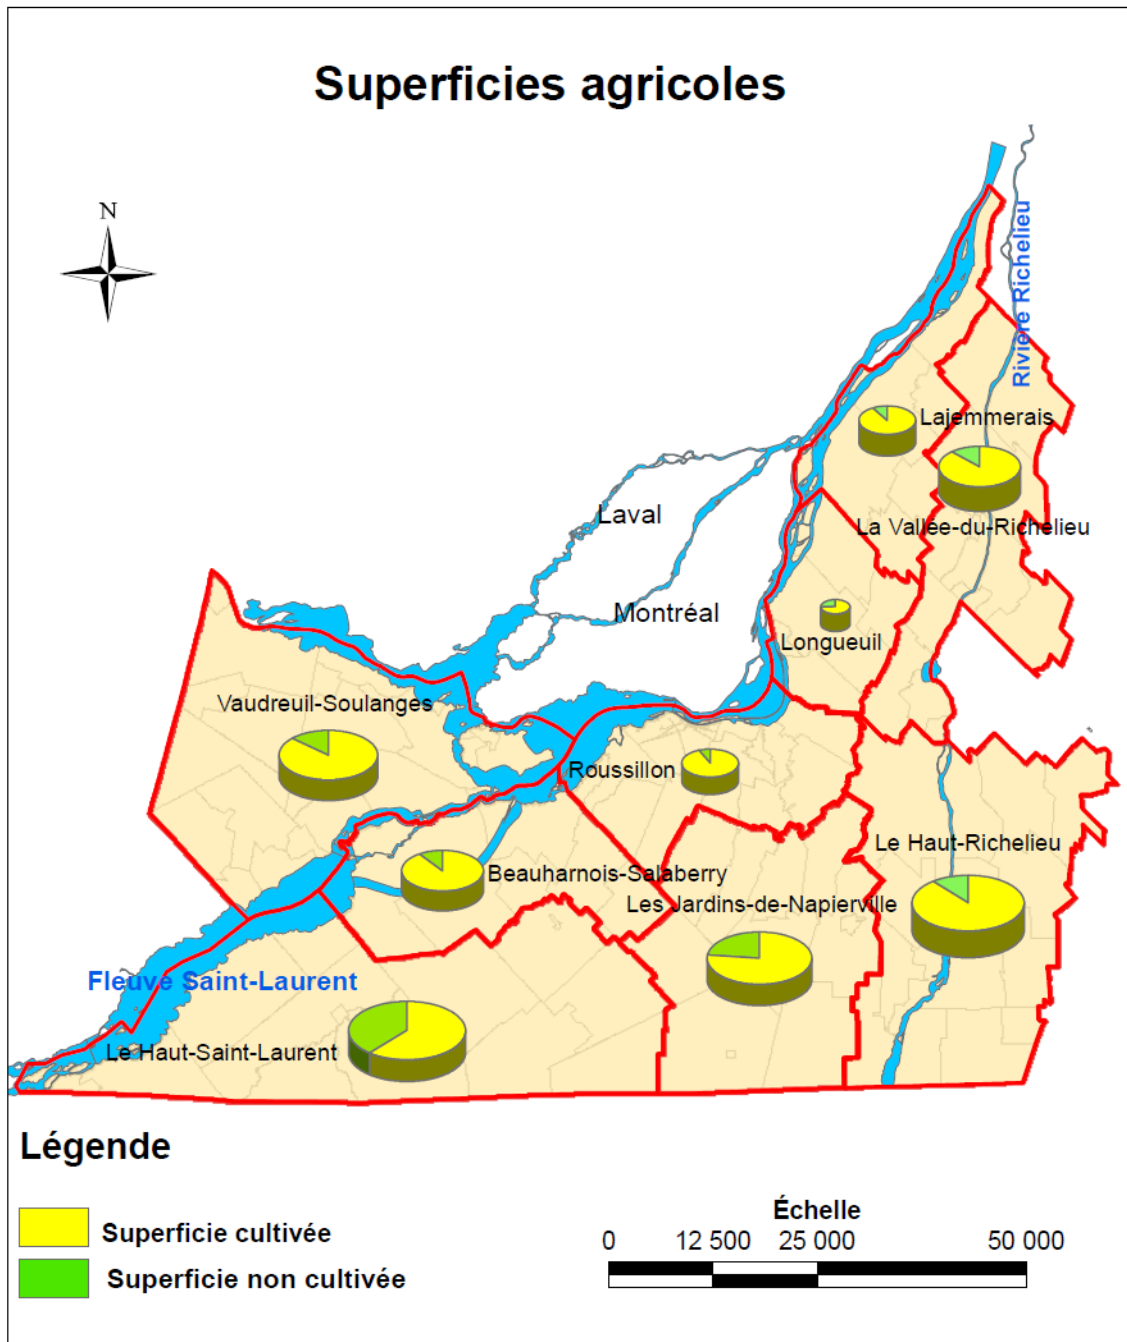 Superficies agricoles
N
Rivière Richelieu
Lajemmerais
La Vallée-du-Richelieu
Laval
Montréal
Longueuil
Vaudreuil-Soulanges
Roussillon
Le Haut-Richelieu
Beauharnois-Salaberry
Les Jardins-de-Napierville
Fleuve Saint-Laurent
Le Haut-Saint-Laurent
Légende
Superficie cultivée
Superficie non cultivée
Échelle
0 12 500 25 000 50 000